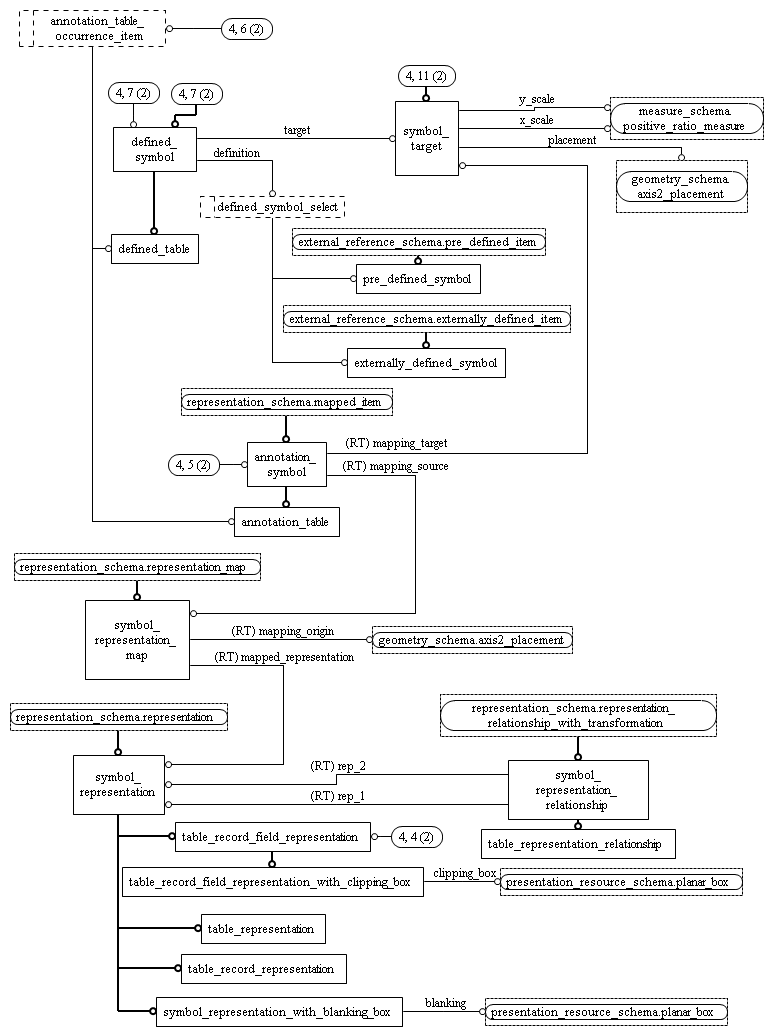 annotation_table_
occurrence_item
4, 6 (2)
4, 7 (2)
4, 7 (2)
4, 11 (2)
defined_
symbol
target
definition
symbol_
target
y_scale
x_scale
placement
measure_schema.
positive_ratio_measure
geometry_schema.
axis2_placement
defined_symbol_select
defined_table
external_reference_schema.pre_defined_item
pre_defined_symbol
external_reference_schema.externally_defined_item
externally_defined_symbol
representation_schema.mapped_item
4, 5 (2)
annotation_
symbol
(RT) mapping_target
(RT) mapping_source
annotation_table
representation_schema.representation_map
symbol_
representation_
map
(RT) mapping_origin
geometry_schema.axis2_placement
(RT) mapped_representation
representation_schema.representation
representation_schema.representation_
relationship_with_transformation
symbol_
representation
(RT) rep_2
(RT) rep_1
symbol_
representation_
relationship
table_record_field_representation
4, 4 (2)
table_representation_relationship
table_record_field_representation_with_clipping_box
clipping_box
presentation_resource_schema.planar_box
table_representation
table_record_representation
symbol_representation_with_blanking_box
blanking
presentation_resource_schema.planar_box